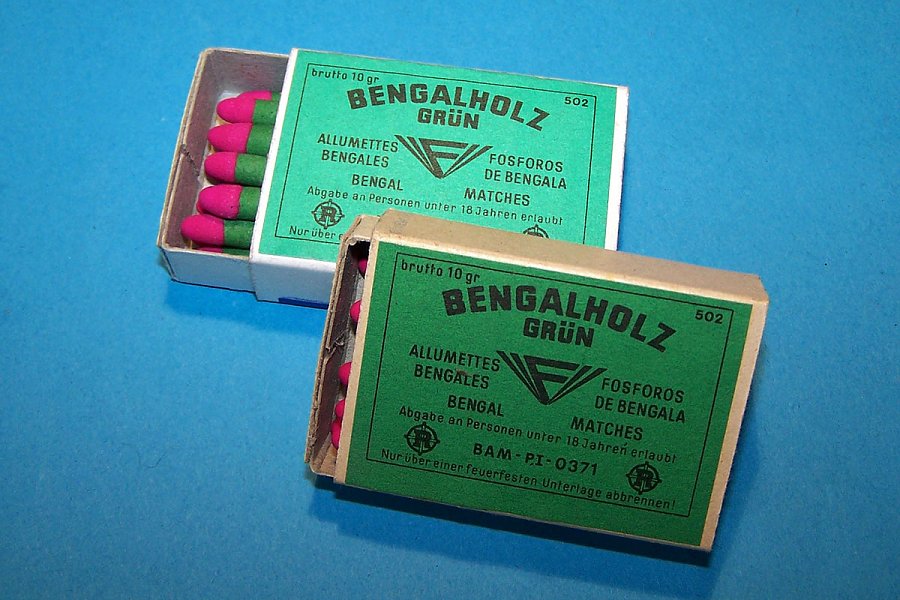 brutto 10 gr
502
BENGALHOLZ
GRÜN
ALLUMETTES
BENGALES
FOSFOROS
DE BENGALA
BENGAL MATCHES
Abgabe an Personen unter 18 Jahren erlaubt
R
Nur über
brutto 10 gr
502
BENGALHOLZ
GRÜN
ALLUMETTES
BENGALES
FOSFOROS
DE BENGALA
BENGAL MATCHES
Abgabe an Personen unter 18 Jahren erlaubt
R
BAM-PI-0371
R
Nur über einer feuerfesten Unterlage abbrennen!